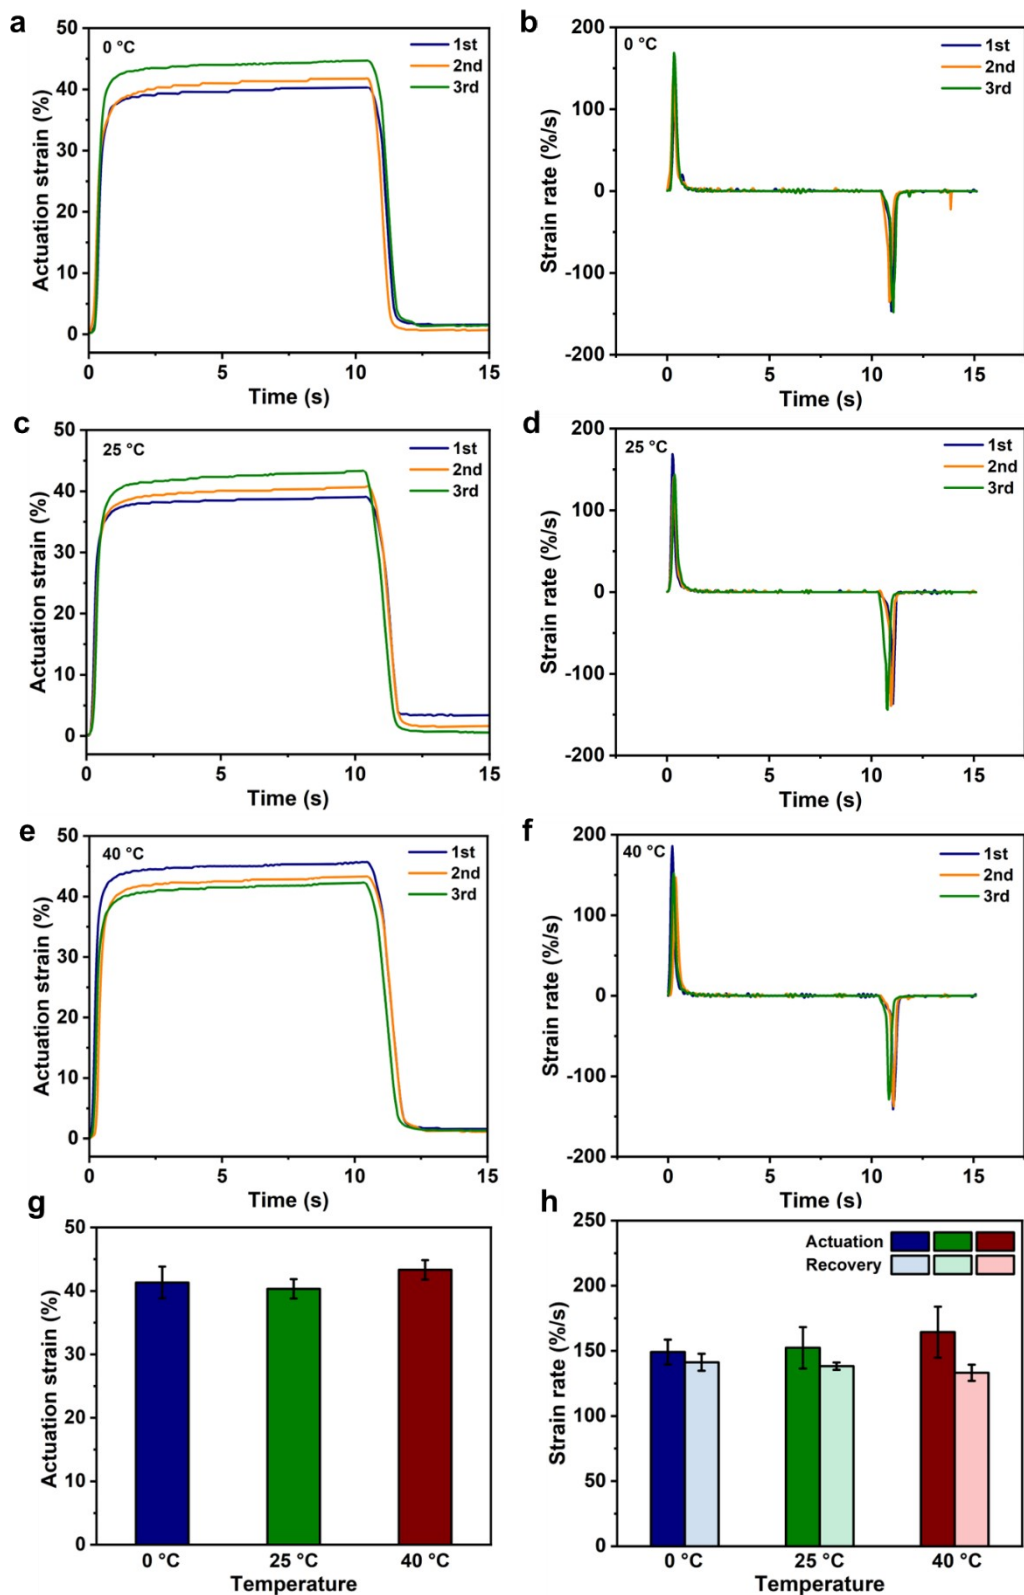 a
0 °C
1st
2nd
3rd
50
40
30
20
10
0
0 5 10 15
Actuation strain (%)
Time (s)
b
0 °C
1st
2nd
3rd
200
100
0
-100
-200
0 5 10 15
Strain rate (%/s)
Time (s)
c
25 °C
1st
2nd
3rd
50
40
30
20
10
0
0 5 10 15
Actuation strain (%)
Time (s)
d
25 °C
1st
2nd
3rd
200
100
0
-100
-200
0 5 10 15
Strain rate (%/s)
Time (s)
e
40 °C
1st
2nd
3rd
50
40
30
20
10
0
0 5 10 15
Actuation strain (%)
Time (s)
f
40 °C
1st
2nd
3rd
200
100
0
-100
-200
0 5 10 15
Strain rate (%/s)
Time (s)
g
50
40
30
20
10
0
0 °C 25 °C 40 °C
Actuation strain (%)
Temperature
h
Actuation
Recovery
250
200
150
100
50
0
0 °C 25 °C 40 °C
Strain rate (%/s)
Temperature